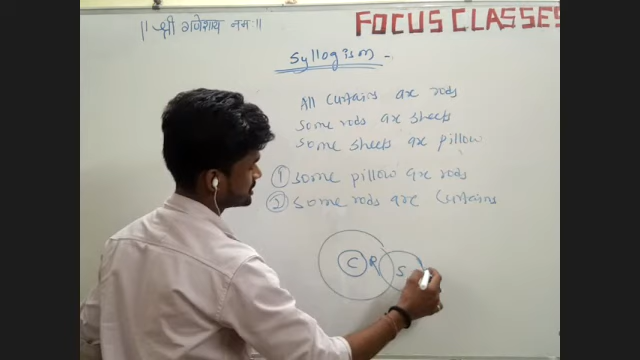 || श्री गणेशाय नमः ||
FOCUS CLASSES
Syllogism
All curtains are rods
Some rods are sheets
Some sheets are pillow
① Some pillow are rods
② Some rods are Curtains
C R S